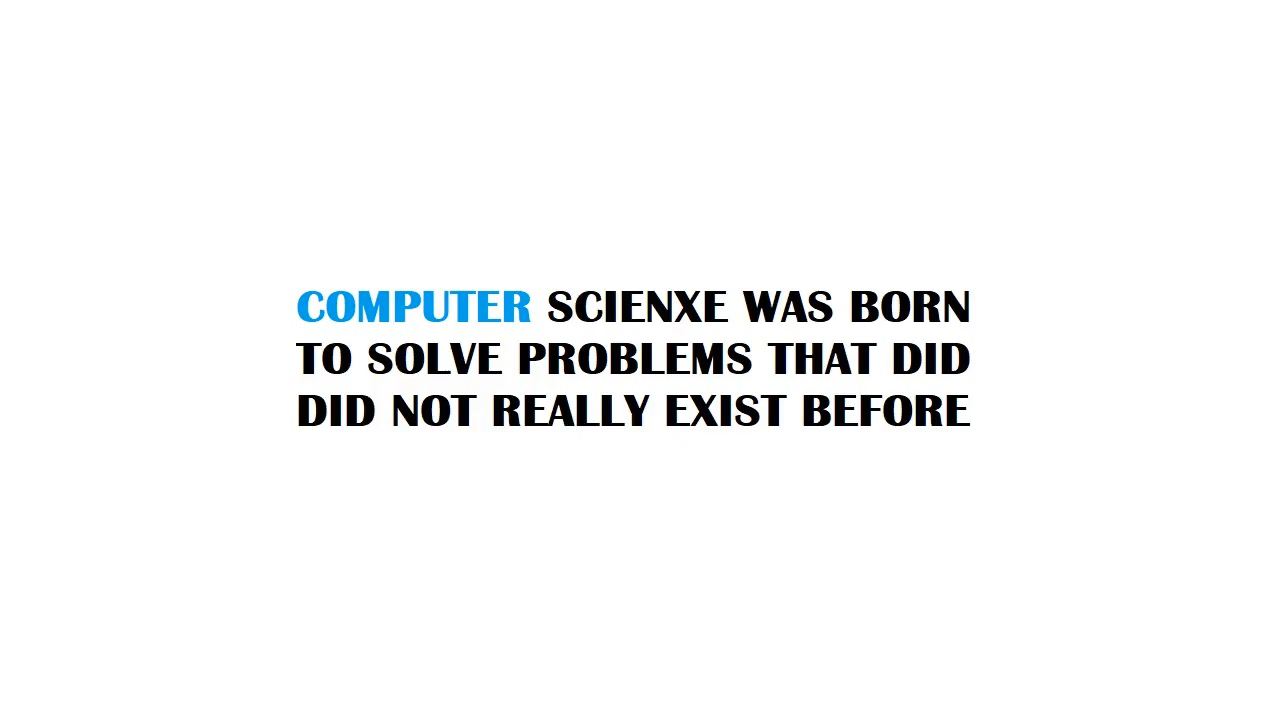 COMPUTER SCIENXE WAS BORN
TO SOLVE PROBLEMS THAT DID
DID NOT REALLY EXIST BEFORE